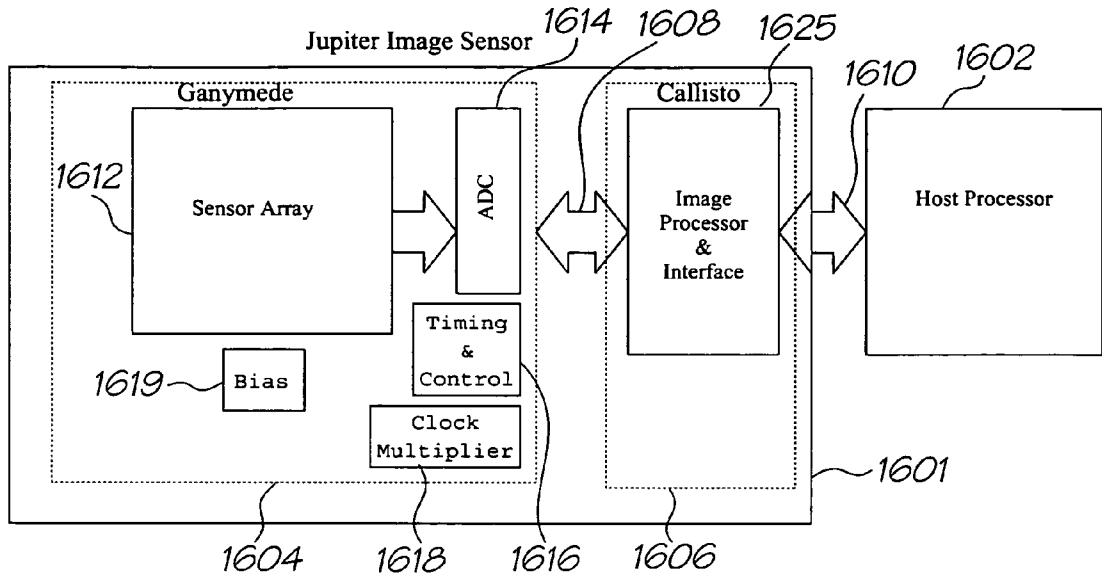 1614
1608
1625
Jupiter Image Sensor
1610
1602
Ganymede
Callisto
1612
Sensor Array
ADC
Image
Processor
&
Interface
Host Processor
Timing
&
Control
1619
Bias
Clock
Multiplier
1601
1604
1618
1616
1606